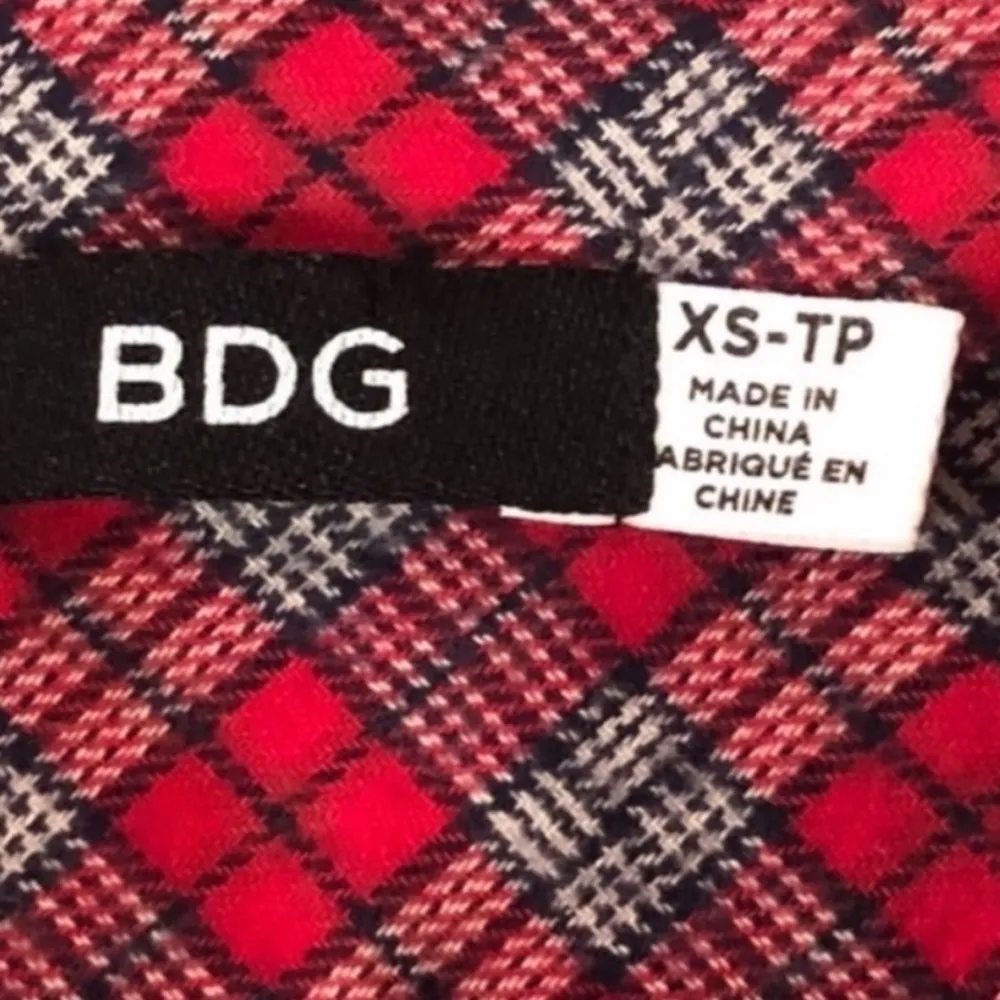 BDG
XS-TP
MADE IN
CHINA
ABRIQUÉ EN
CHINE